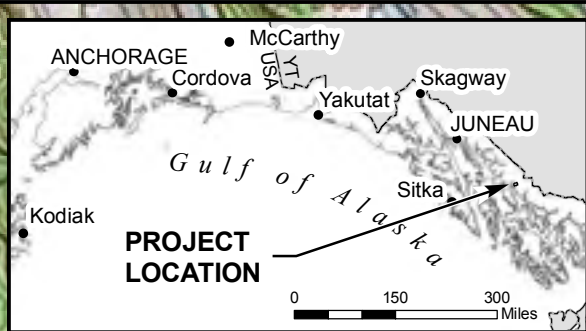 McCarthy
ANCHORAGE
YT
USA
Cordova
Skagway
Yakutat
JUNEAU
Gulf of Alaska
Sitka
Kodiak
PROJECT
LOCATION
0 150 300
Miles